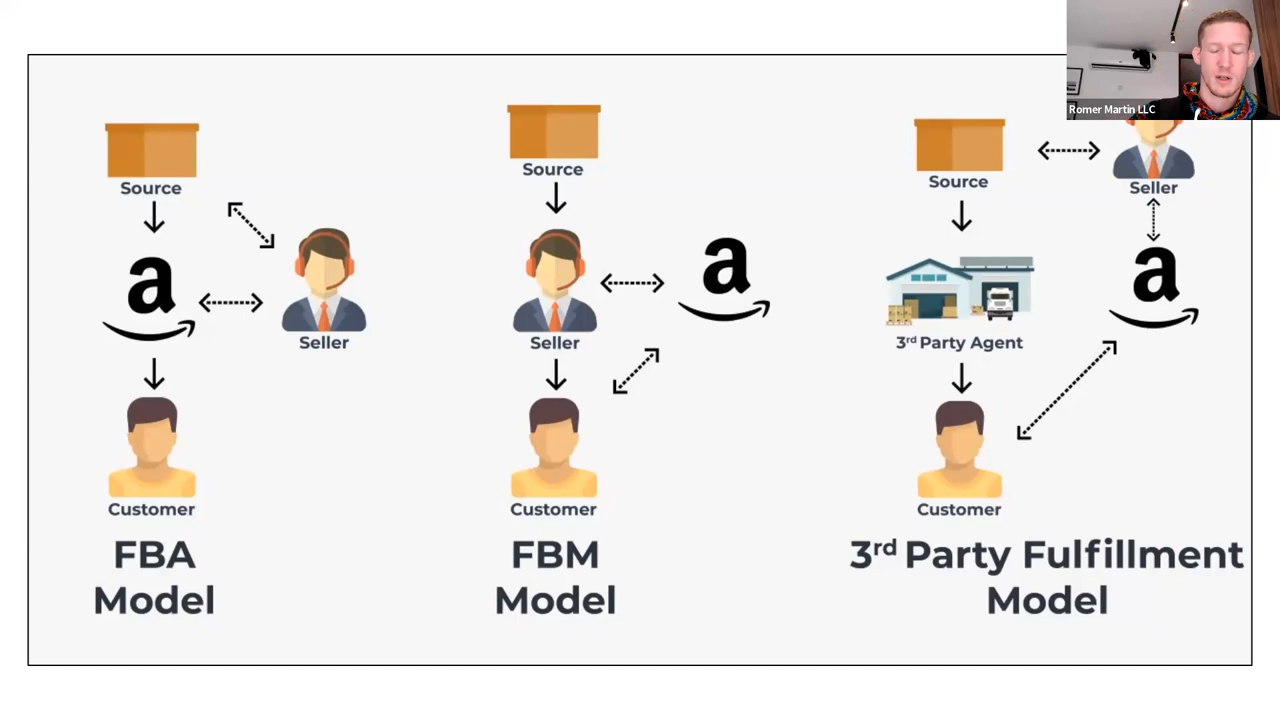 Romer Martin LLC
Source
a
Seller
Customer
FBA
Model
Source
Seller
a
Customer
FBM
Model
Source
Seller
3rd Party Agent
a
Customer
3rd Party Fulfillment
Model